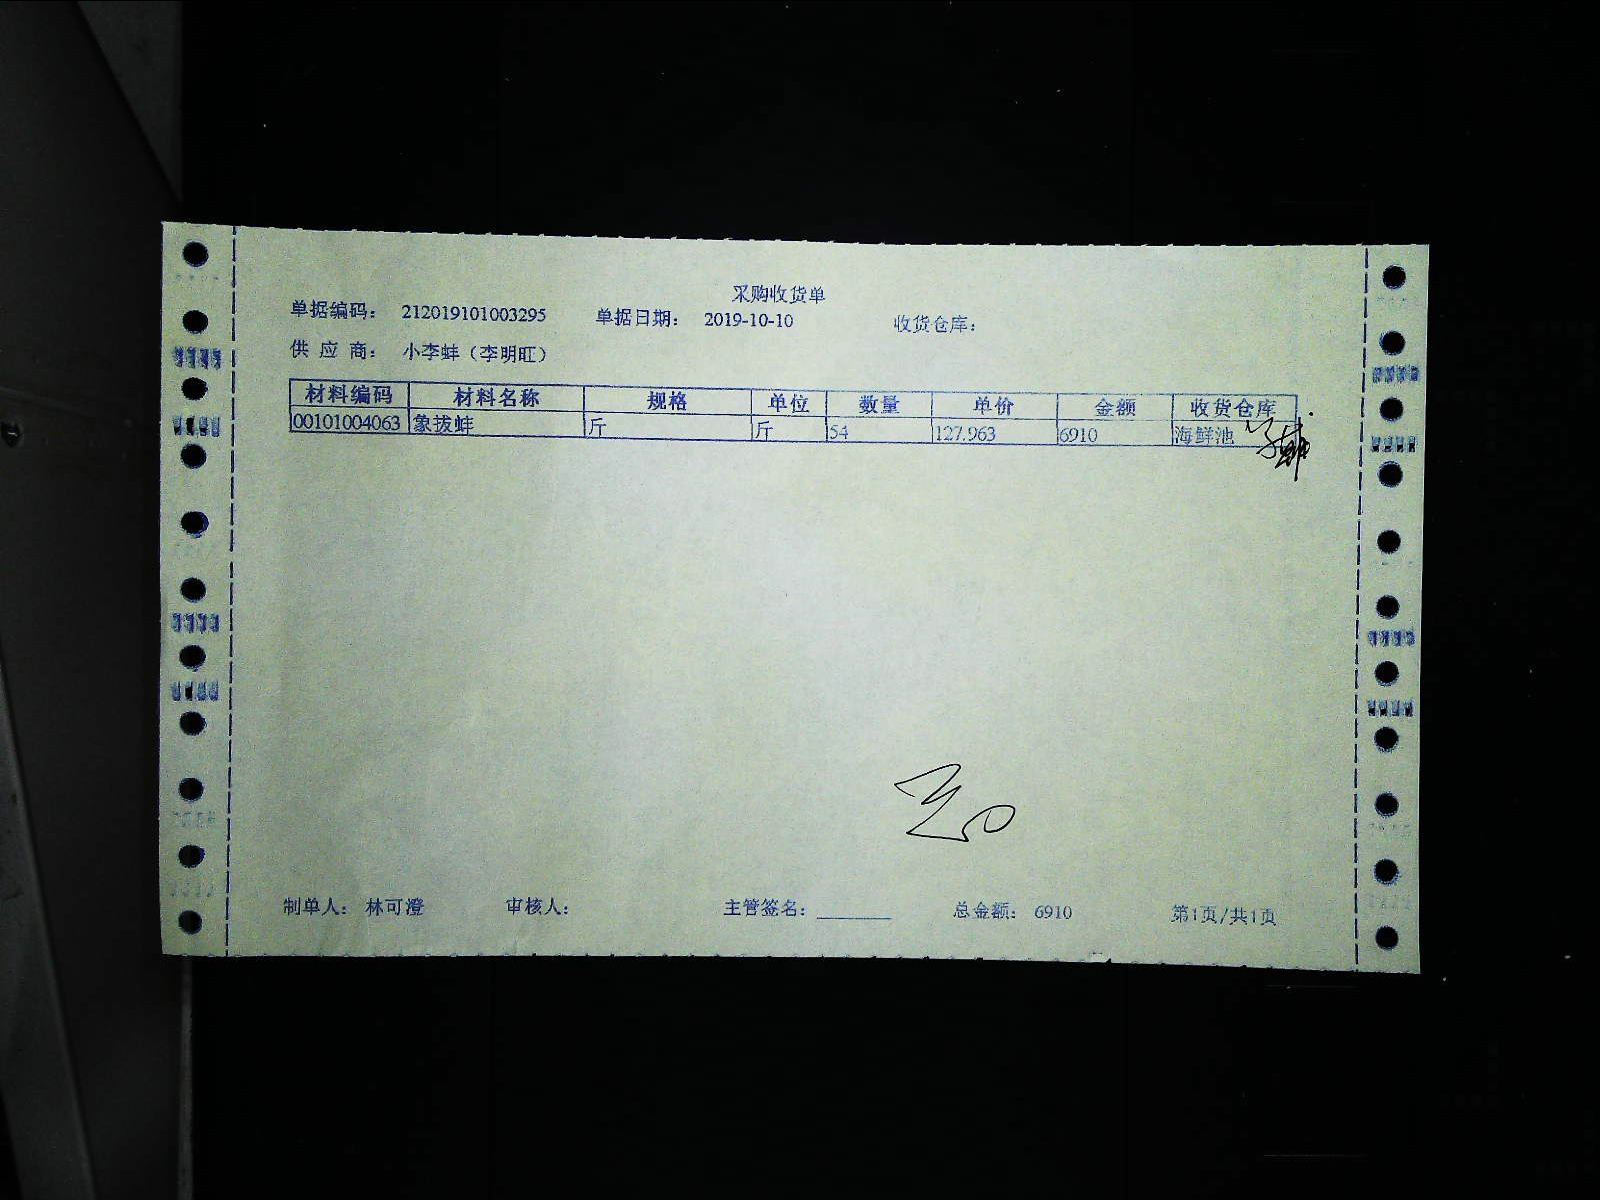 采购收货单
单据编码： 212019101003295 单据日期： 2019-10-10 收货仓库：
供 应 商： 小李蚌（李明旺）
材料编码 材料名称 规格 单位 数量 单价 金额 收货仓库
00101004063 象拔蚌 斤 斤 54 127.963 6910 海鲜池
制单人： 林可澄 审核人： 主管签名：________ 总金额： 6910 第1页/共1页